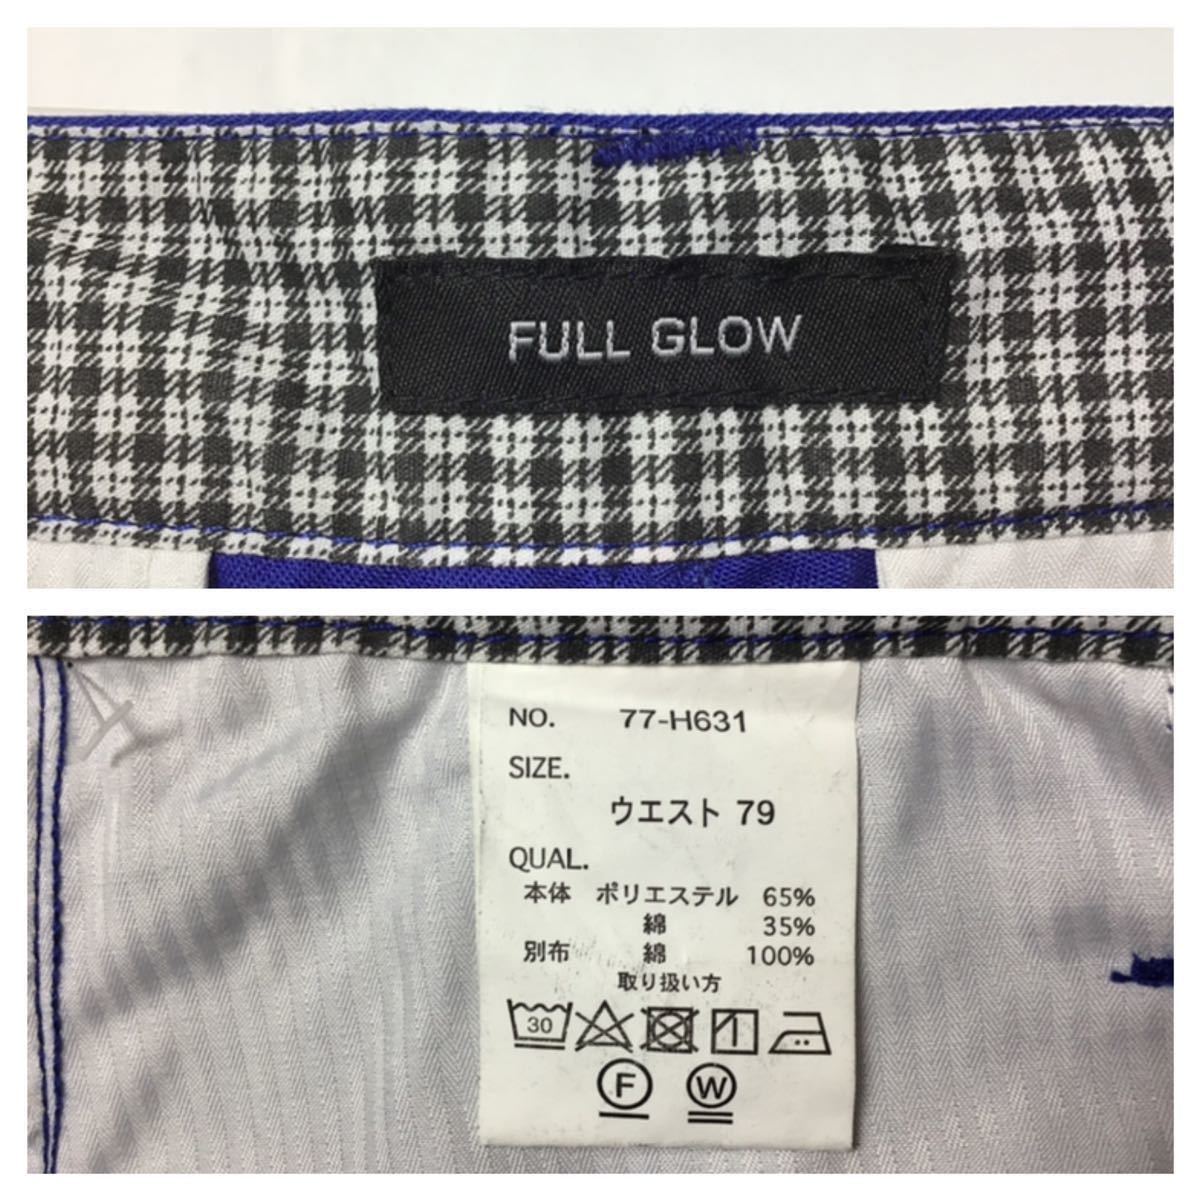 FULL GLOW
NO. 77-H631
SIZE.
ウエスト 79
QUAL.
本体 ポリエステル 65%
綿 35%
別布 綿 100%
取り扱い方
30
F W